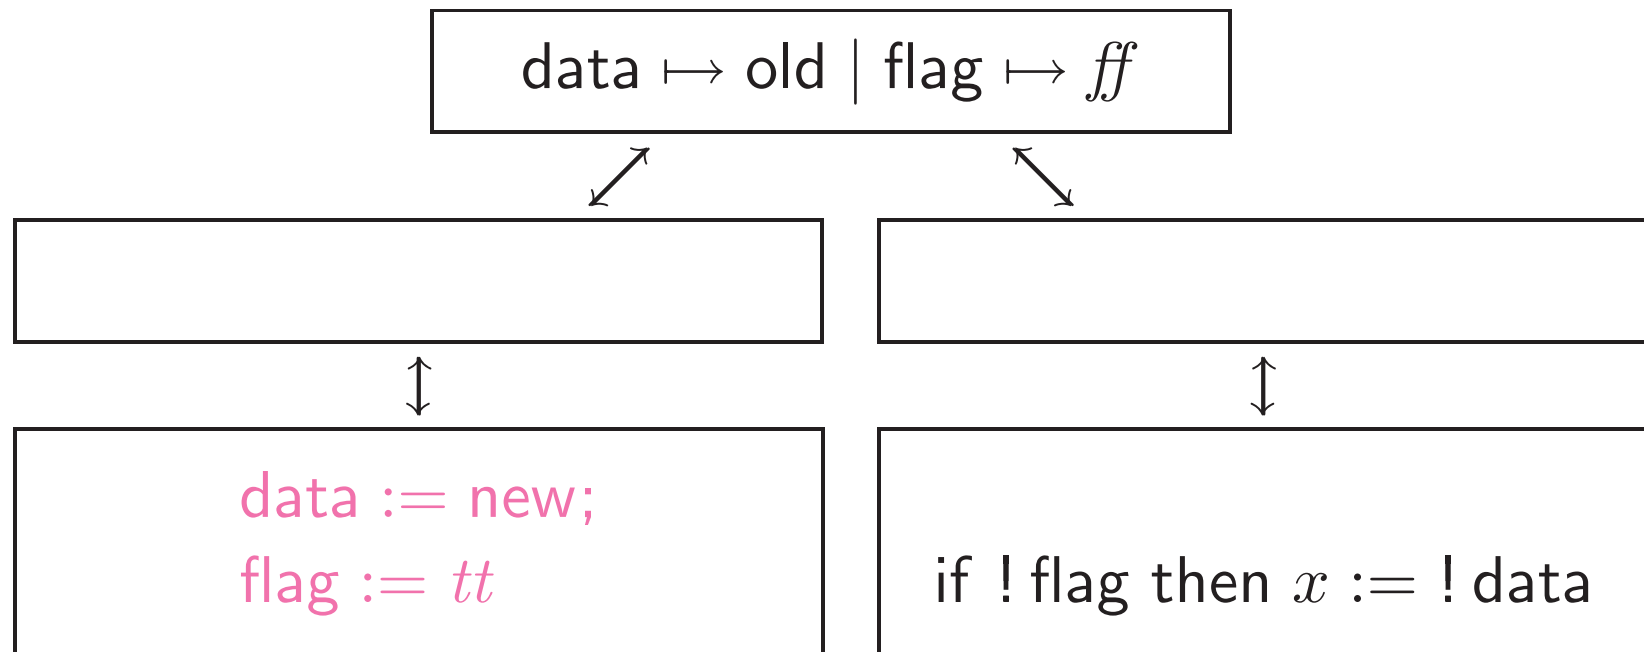 data ↦ old | flag ↦ ff
data := new;
flag := tt
if ! flag then x := ! data